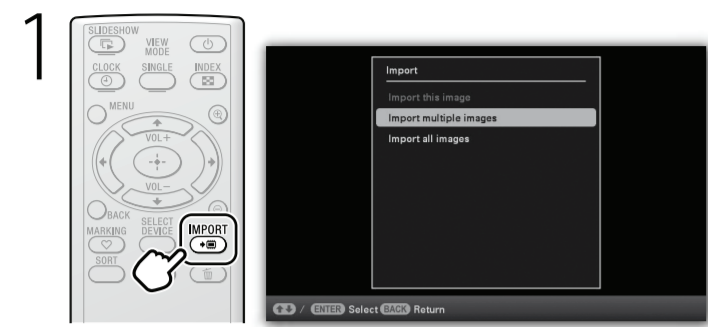 1
SLIDESHOW
VIEW
MODE
CLOCK SINGLE INDEX
MENU
VOL+
VOL−
BACK
SELECT
DEVICE
MARKING
IMPORT
SORT
Import
Import this image
Import multiple images
Import all images
/ ENTER Select BACK Return